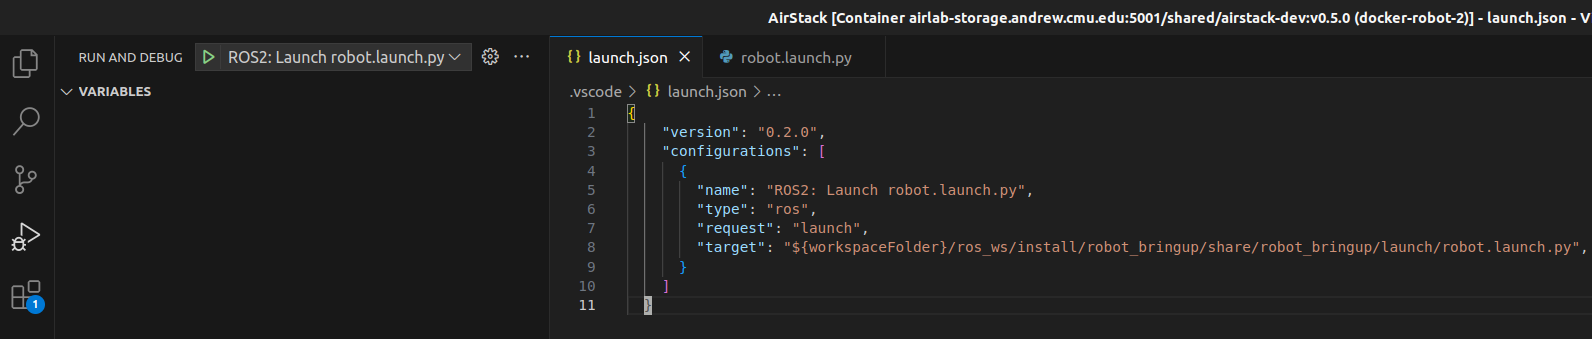 AirStack [Container airlab-storage.andrew.cmu.edu:5001/shared/airstack-dev:v0.5.0 (docker-robot-2)] - launch.json - V
RUN AND DEBUG
ROS2: Launch robot.launch.py
VARIABLES
1
{} launch.json
robot.launch.py
.vscode > {} launch.json > ...
1 {
2 "version": "0.2.0",
3 "configurations": [
4 {
5 "name": "ROS2: Launch robot.launch.py",
6 "type": "ros",
7 "request": "launch",
8 "target": "${workspaceFolder}/ros_ws/install/robot_bringup/share/robot_bringup/launch/robot.launch.py",
9 }
10 ]
11 }